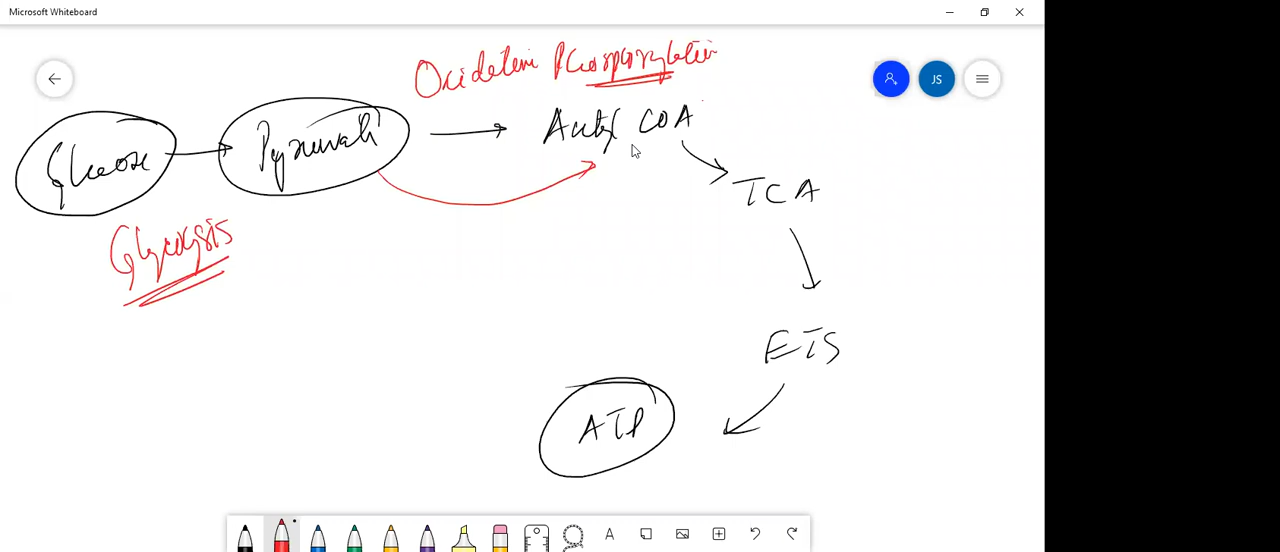 Microsoft Whiteboard
JS
Oxidative Phosphorylation
Glucose
Pyruvate
Acetyl COA
TCA
Glycolysis
ETS
ATP
A